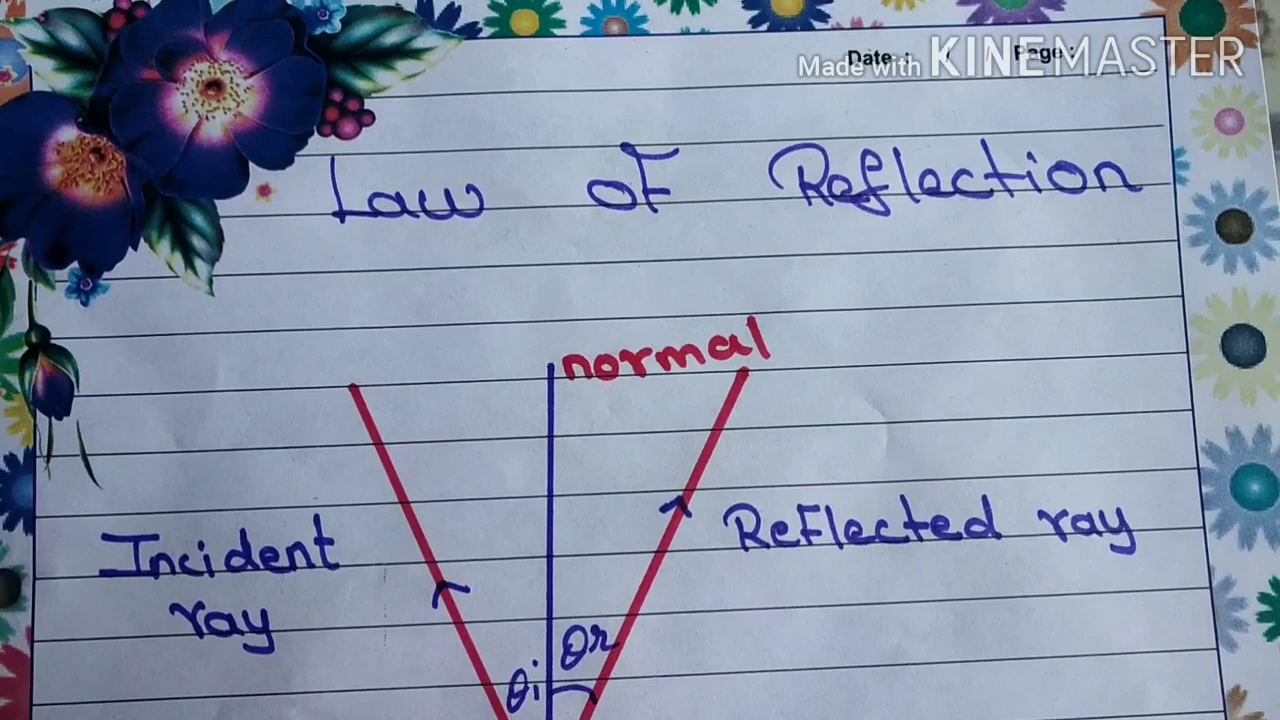 Date : Page :
Made with KINEMASTER
Law of Reflection
normal
Incident
ray
Reflected ray
θi
θr